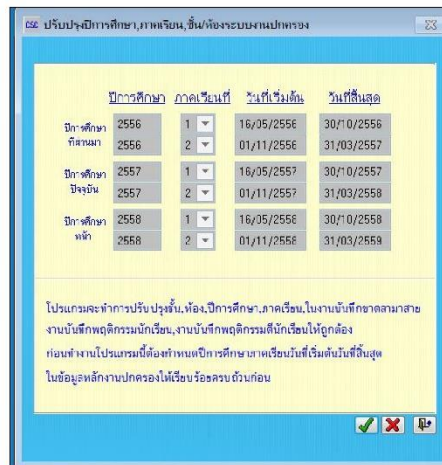 CSC ปรับปรุงปีการศึกษา,ภาคเรียน,ชั้น/ห้องระบบงานปกครอง
ปีการศึกษา ภาคเรียนที่ วันที่เริ่มต้น วันที่สิ้นสุด
ปีการศึกษา ที่ผ่านมา
2556 1 16/05/2556 30/10/2556
2556 2 01/11/2556 31/03/2557
ปีการศึกษา ปัจจุบัน
2557 1 16/05/2557 30/10/2557
2557 2 01/11/2557 31/03/2558
ปีการศึกษา หน้า
2558 1 16/05/2558 30/10/2558
2558 2 01/11/2558 31/03/2559
โปรแกรมจะทำการปรับปรุงชั้น,ห้อง,ปีการศึกษา,ภาคเรียน,ในงานบันทึกขาดลามาสาย
งานบันทึกพฤติกรรมนักเรียน,งานบันทึกพฤติกรรมดีนักเรียนให้ถูกต้อง
ก่อนทำงานโปรแกรมนี้ต้องกำหนดปีการศึกษาภาคเรียนวันที่เริ่มต้นวันที่สิ้นสุด
ในข้อมูลหลักงานปกครองให้เรียบร้อยครบถ้วนก่อน